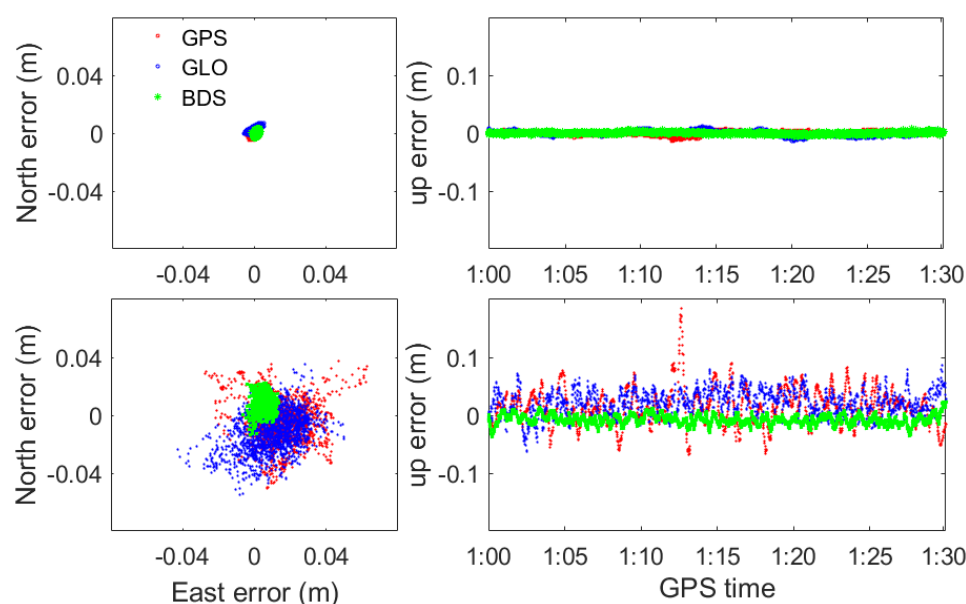 North error (m)
0.04
0
-0.04
GPS
GLO
BDS
-0.04 0 0.04
up error (m)
0.1
0
-0.1
1:00 1:05 1:10 1:15 1:20 1:25 1:30
North error (m)
0.04
0
-0.04
-0.04 0 0.04
East error (m)
up error (m)
0.1
0
-0.1
1:00 1:05 1:10 1:15 1:20 1:25 1:30
GPS time